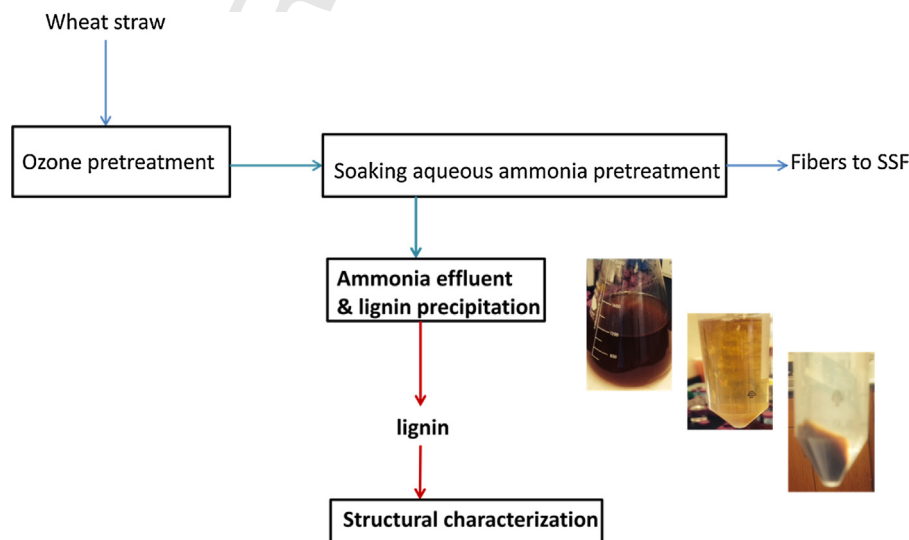 Wheat straw
Ozone pretreatment
Soaking aqueous ammonia pretreatment
Fibers to SSF
Ammonia effluent
& lignin precipitation
lignin
Structural characterization